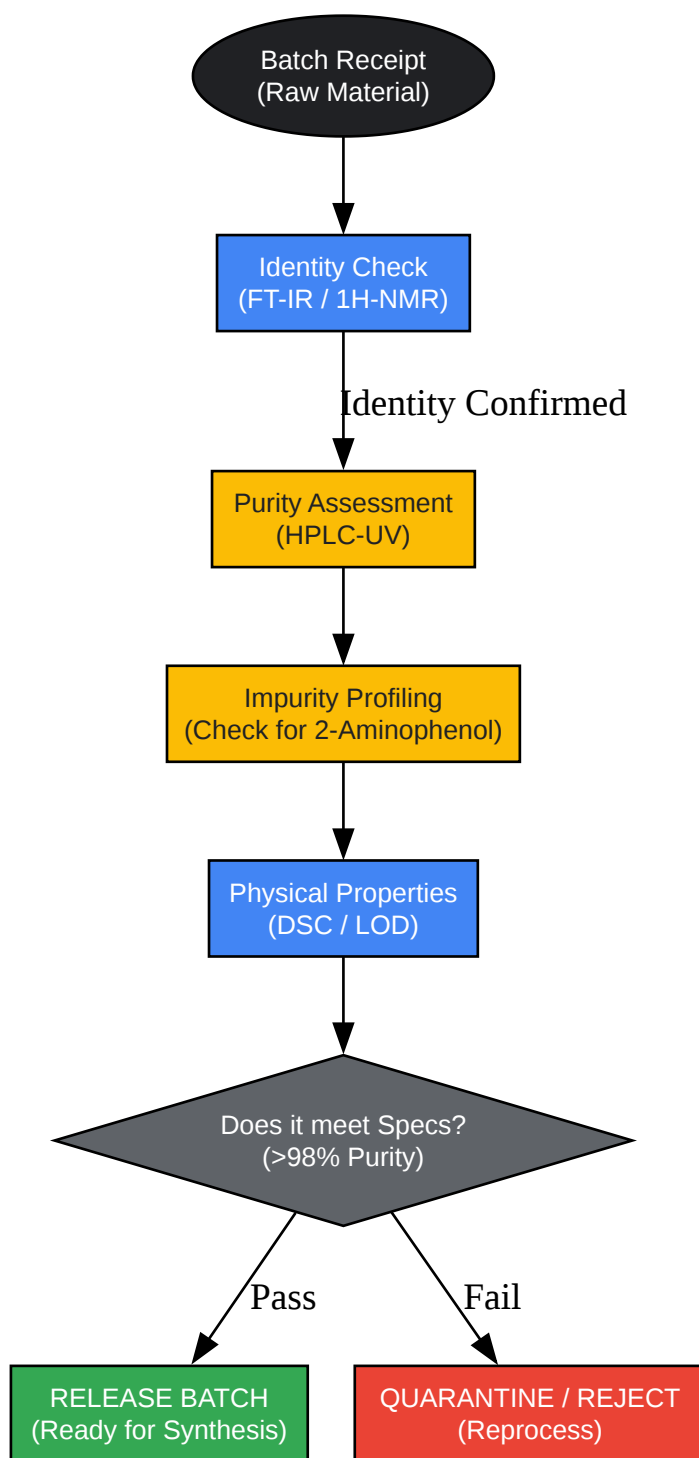 Batch Receipt
(Raw Material)
Identity Check
(FT-IR / 1H-NMR)
Identity Confirmed
Purity Assessment
(HPLC-UV)
Impurity Profiling
(Check for 2-Aminophenol)
Physical Properties
(DSC / LOD)
Does it meet Specs?
(>98% Purity)
Pass
Fail
RELEASE BATCH
(Ready for Synthesis)
QUARANTINE / REJECT
(Reprocess)